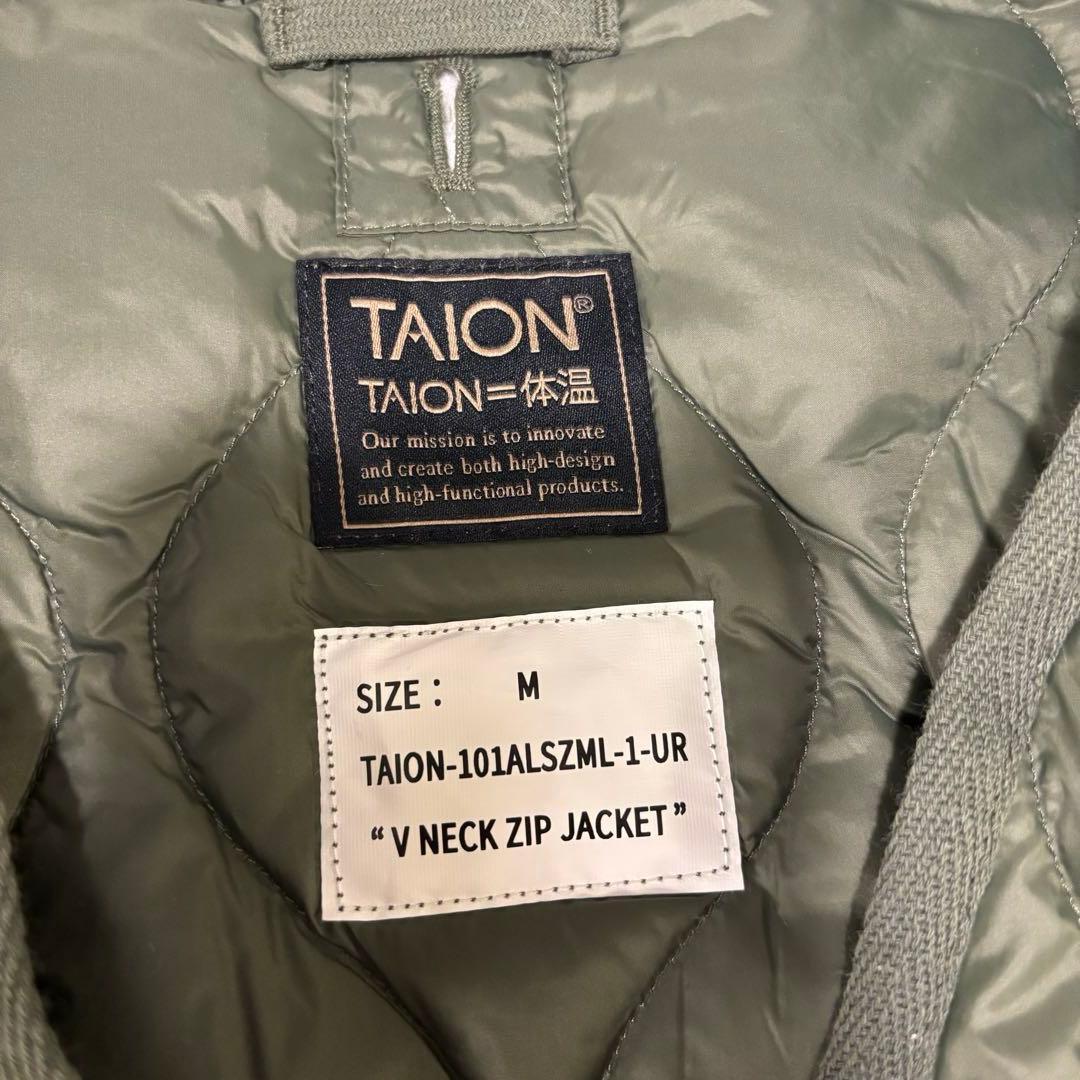 TAION®
TAION=体温
Our mission is to innovate
and create both high-design
and high-functional products.
SIZE : M
TAION-101ALSZML-1-UR
“V NECK ZIP JACKET”